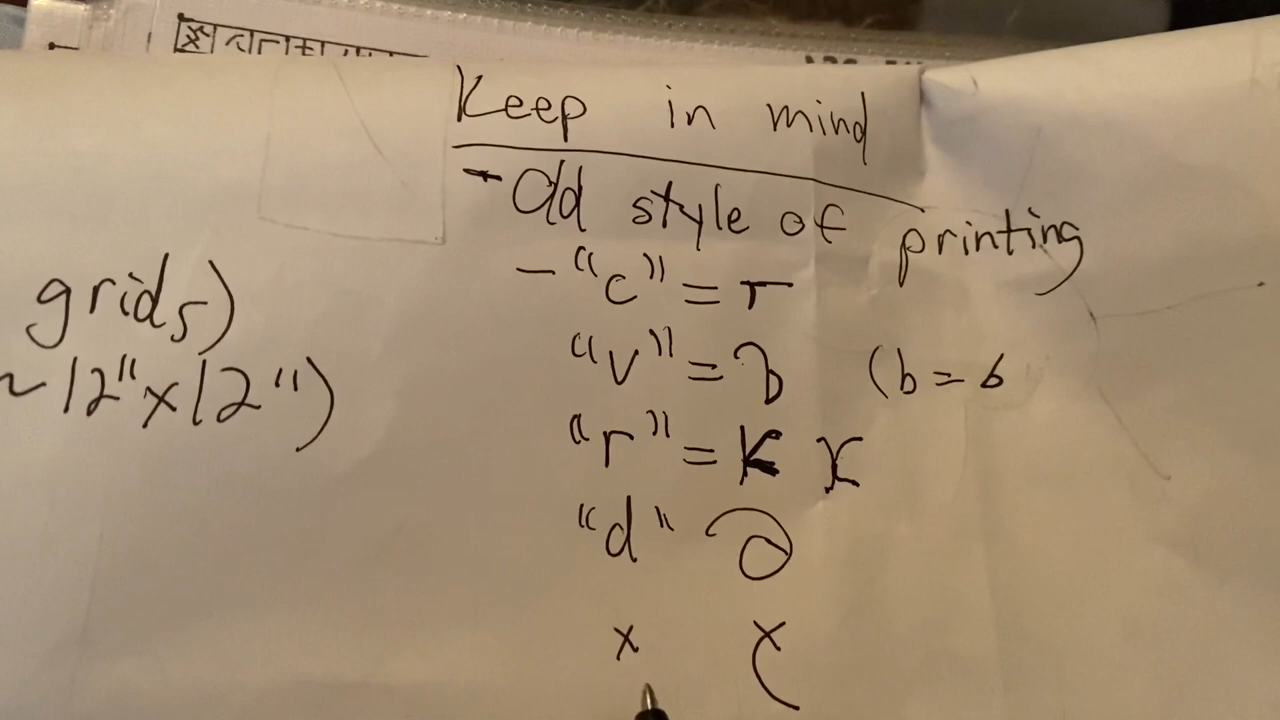 Keep in mind
- Old style of printing
grids)
- "c" = r
~12"x12")
"v" = (b = 6
"r" = K x
"d" ∂
x